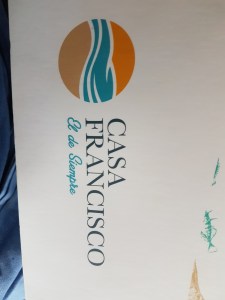 CASA
FRANCISCO
El de Siempre